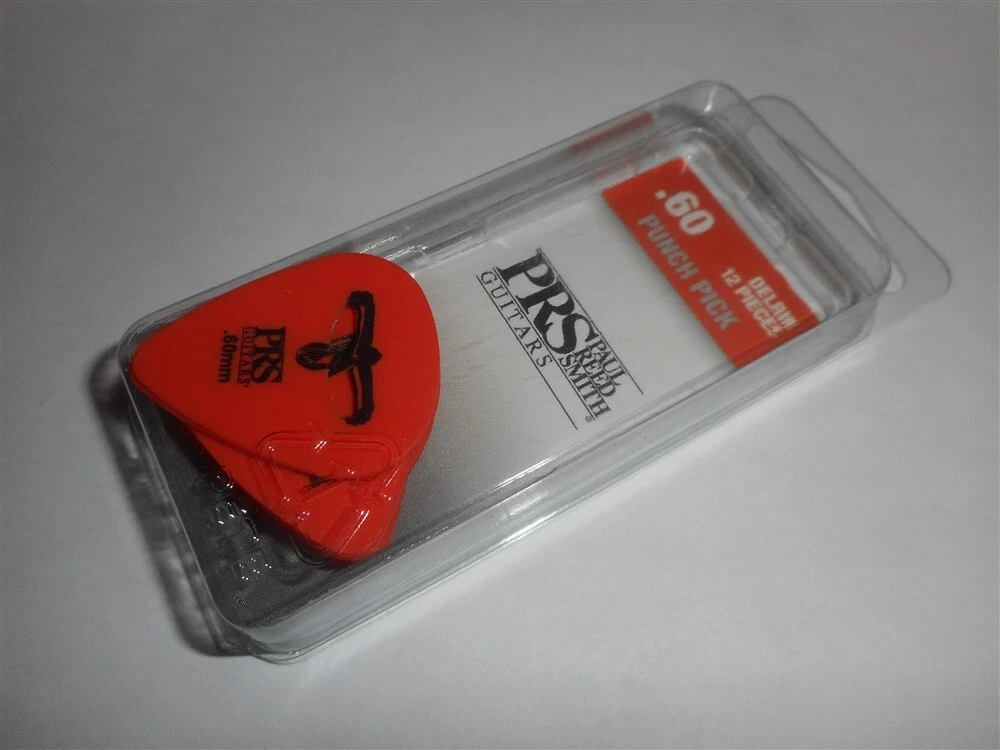 .60
PUNCH PICK
DELRIN
12 PIECES
PRS
GUITARS
PAUL
REED
SMITH®
PRS
GUITARS
.60mm